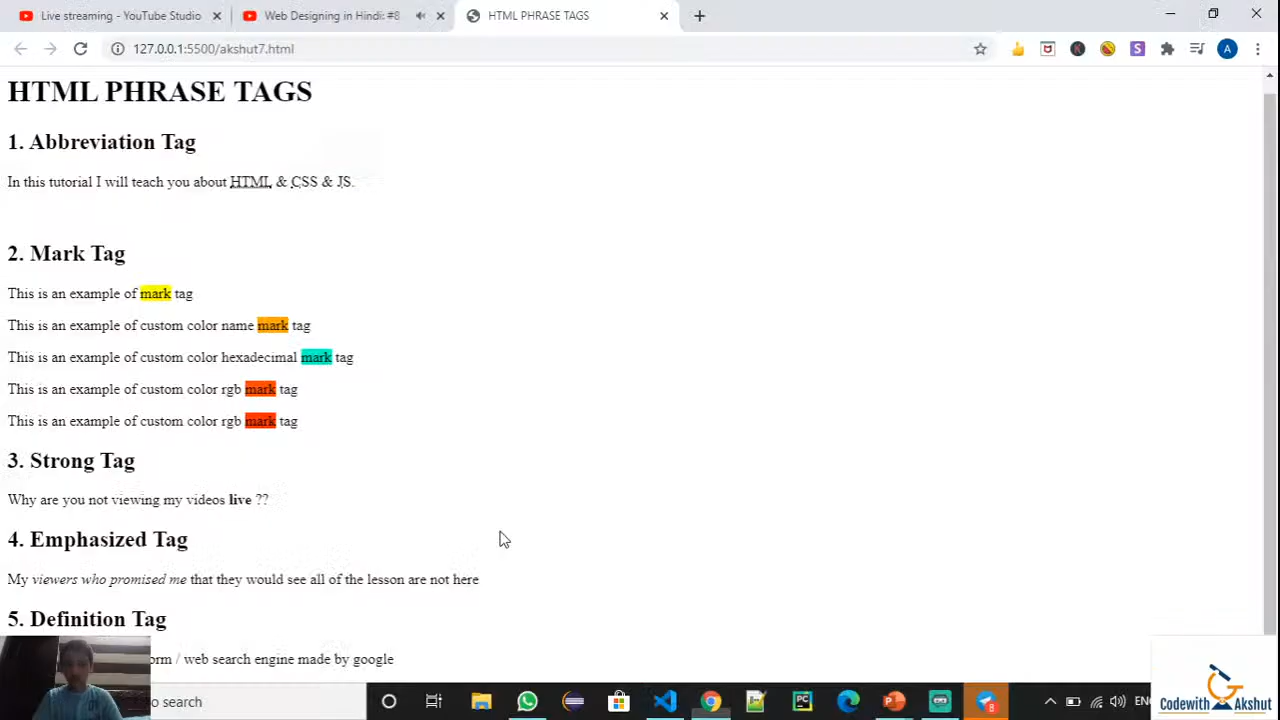 Live streaming - YouTube Studio
Web Designing in Hindi: #8
HTML PHRASE TAGS
127.0.0.1:5500/akshut7.html
A
HTML PHRASE TAGS
1. Abbreviation Tag
In this tutorial I will teach you about HTML & CSS & JS.
2. Mark Tag
This is an example of mark tag
This is an example of custom color name mark tag
This is an example of custom color hexadecimal mark tag
This is an example of custom color rgb mark tag
This is an example of custom color rgb mark tag
3. Strong Tag
Why are you not viewing my videos live ??
4. Emphasized Tag
My viewers who promised me that they would see all of the lesson are not here
5. Definition Tag
orm / web search engine made by google
o search
PC
P
ENG
Codewith Akshut